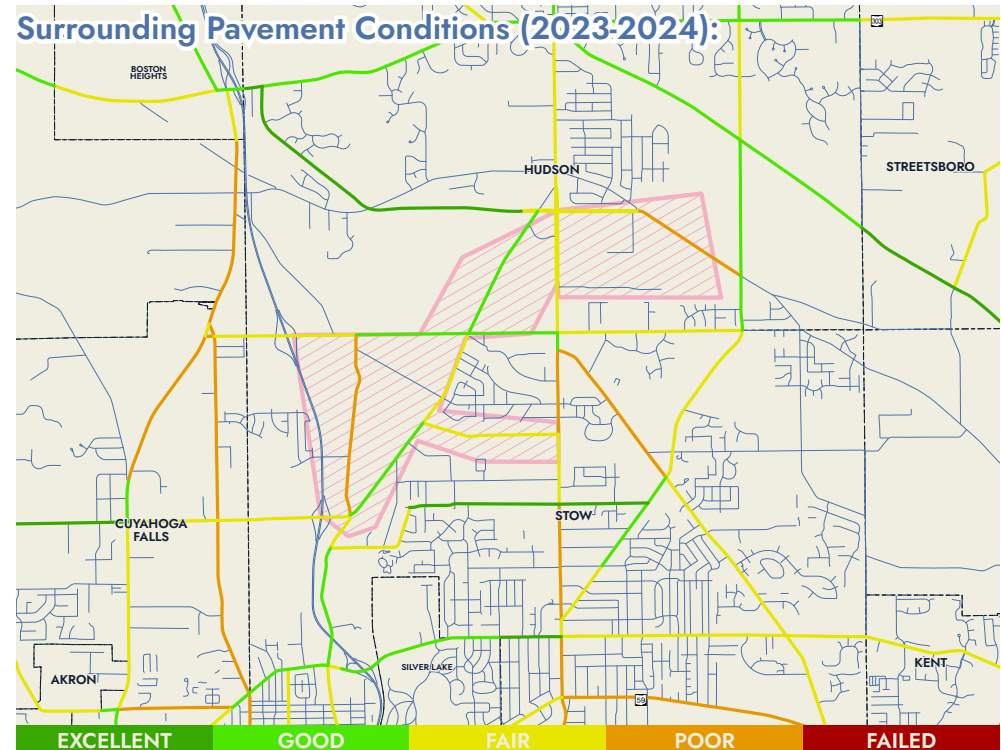 Surrounding Pavement Conditions (2023-2024):
303
BOSTON
HEIGHTS
HUDSON
STREETSBORO
CUYAHOGA
FALLS
STOW
SILVER LAKE
KENT
AKRON
59
EXCELLENT
GOOD
FAIR
POOR
FAILED